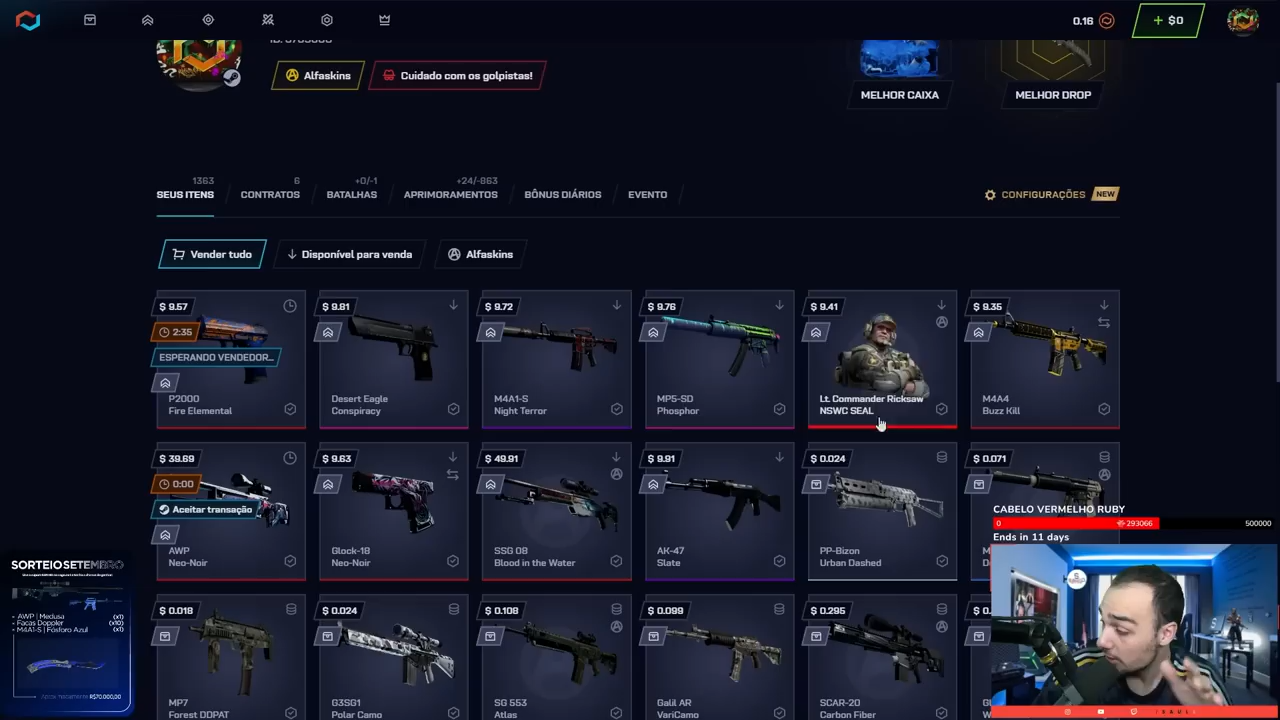 0.16
+ $0
Alfaskins
Cuidado com os golpistas!
MELHOR CAIXA
MELHOR DROP
1363
6
+0/-1
+24/-863
SEUS ITENS
CONTRATOS
BATALHAS
APRIMORAMENTOS
BÔNUS DIÁRIOS
EVENTO
CONFIGURAÇÕES
NEW
Vender tudo
Disponível para venda
Alfaskins
$ 9.57
2:35
ESPERANDO VENDEDOR...
P2000
Fire Elemental
$ 9.81
Desert Eagle
Conspiracy
$ 9.72
M4A1-S
Night Terror
$ 9.76
MP5-SD
Phosphor
$ 9.41
Lt. Commander Ricksaw
NSWC SEAL
$ 9.35
M4A4
Buzz Kill
$ 39.69
0:00
Aceitar transação
AWP
Neo-Noir
$ 9.63
Glock-18
Neo-Noir
$ 49.91
SSG 08
Blood in the Water
$ 9.91
AK-47
Slate
$ 0.024
PP-Bizon
Urban Dashed
$ 0.071
CABELO VERMELHO RUBY
0
293066
500000
Ends in 11 days
SORTEIO SETEMBRO
AWP | Medusa
(x1)
Facas Doppler
(x10)
M4A1-S | Fósforo Azul
(x1)
R$70.000,00
$ 0.018
MP7
Forest DDPAT
$ 0.024
G3SG1
Polar Camo
$ 0.108
SG 553
Atlas
$ 0.099
Galil AR
VariCamo
$ 0.295
SCAR-20
Carbon Fiber